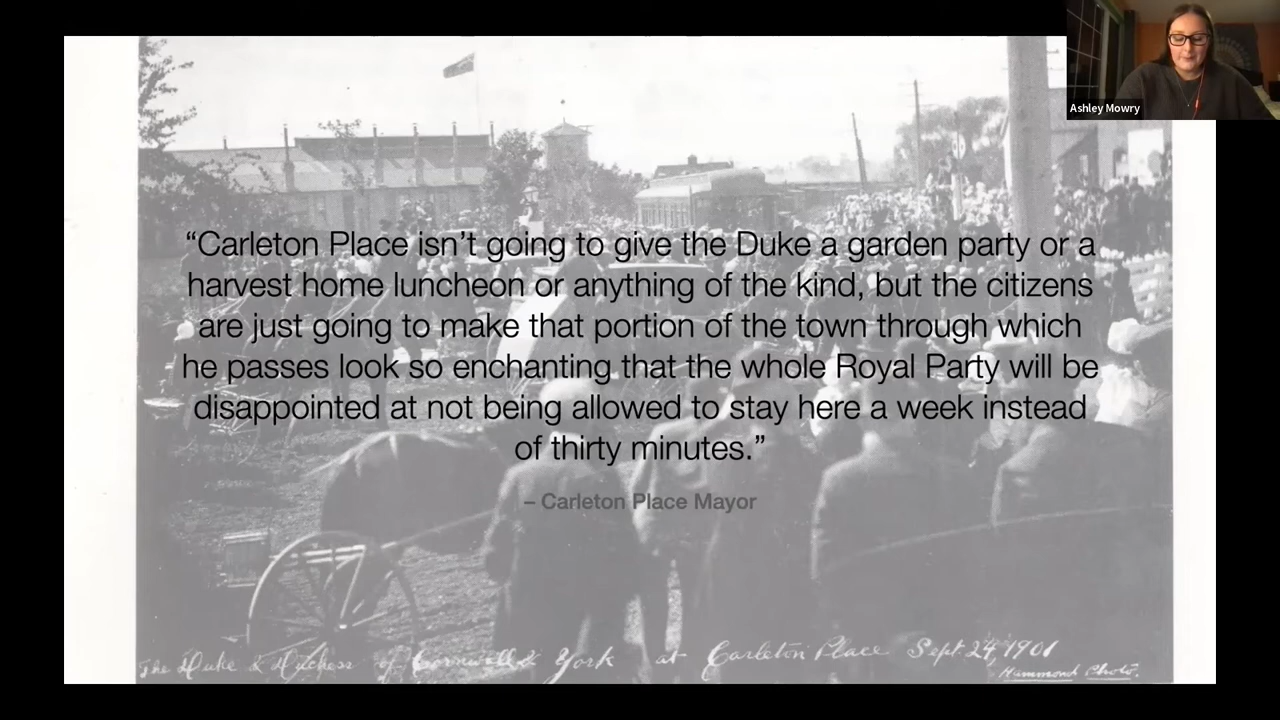 Ashley Mowry
“Carleton Place isn’t going to give the Duke a garden party or a
harvest home luncheon or anything of the kind, but the citizens
are just going to make that portion of the town through which
he passes look so enchanting that the whole Royal Party will be
disappointed at not being allowed to stay here a week instead
of thirty minutes.”
– Carleton Place Mayor
The Duke & Duchess of Cornwall & York at Carleton Place Sept. 24, 1901
Hammond Photo.